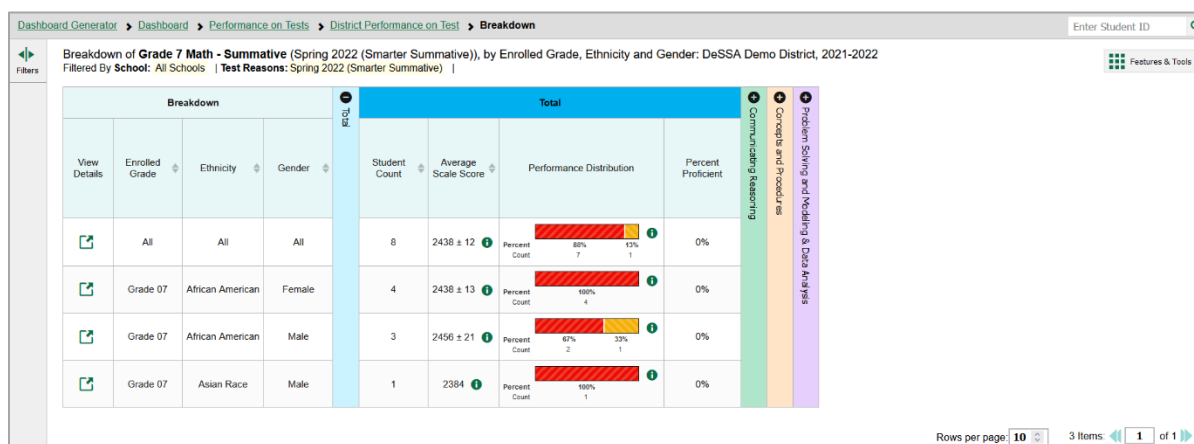 Dashboard Generator > Dashboard > Performance on Tests > District Performance on Test > Breakdown
Enter Student ID
Filters
Breakdown of Grade 7 Math - Summative (Spring 2022 (Smarter Summative)), by Enrolled Grade, Ethnicity and Gender: DeSSA Demo District, 2021-2022
Filtered By School: All Schools | Test Reasons: Spring 2022 (Smarter Summative) |
Features & Tools
Breakdown
Total
Total
Communicating Reasoning
Concepts and Procedures
Problem Solving and Modeling & Data Analysis
View Details
Enrolled Grade
Ethnicity
Gender
Student Count
Average Scale Score
Performance Distribution
Percent Proficient
All All All 8 2438 ± 12 Percent 88% 13% 0%
Count 7 1
Grade 07 African American Female 4 2438 ± 13 Percent 100% 0%
Count 4
Grade 07 African American Male 3 2456 ± 21 Percent 67% 33% 0%
Count 2 1
Grade 07 Asian Race Male 1 2384 Percent 100% 0%
Count 1
Rows per page: 10 3 Items: 1 of 1